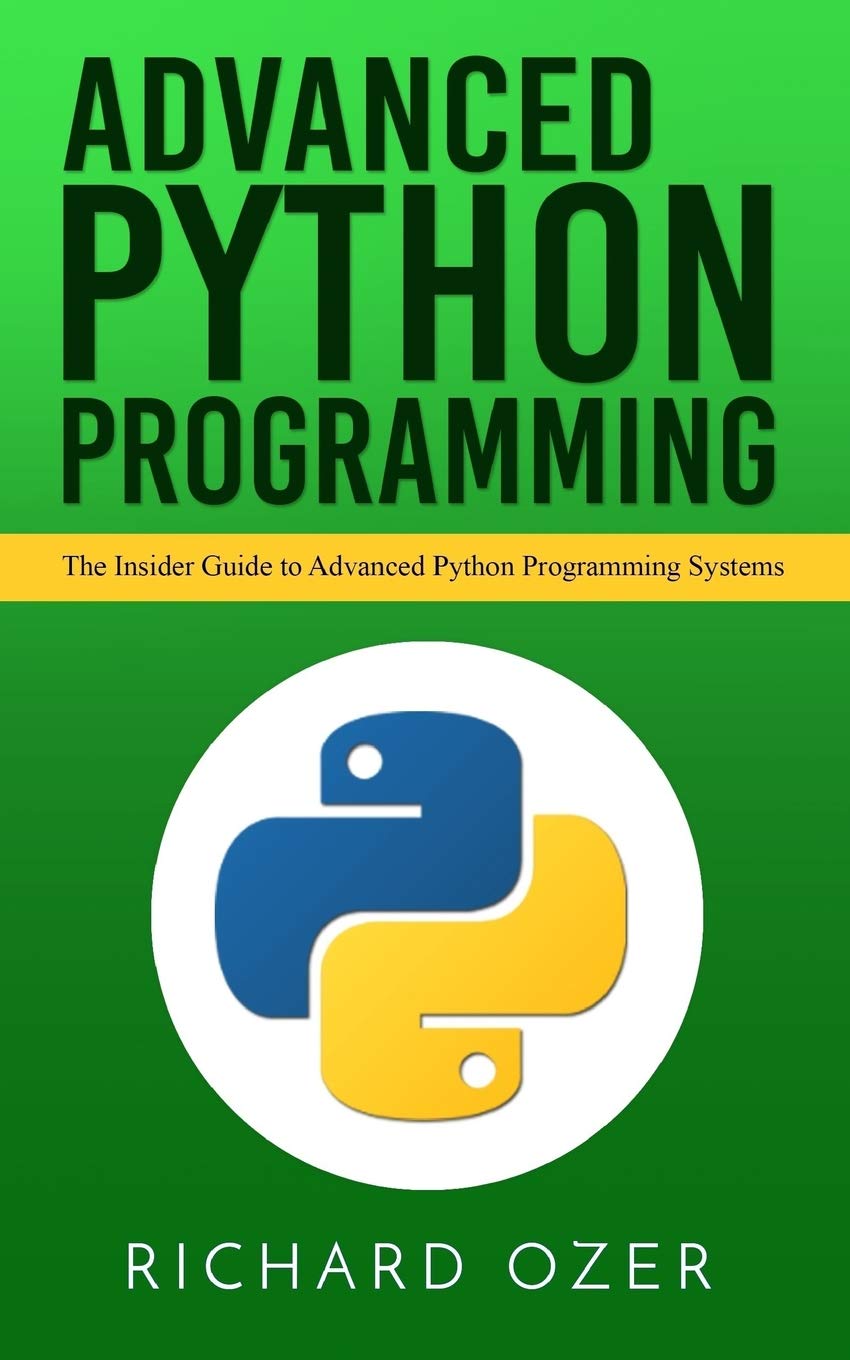 ADVANCED
PYTHON
PROGRAMMING
The Insider Guide to Advanced Python Programming Systems
RICHARD OZER